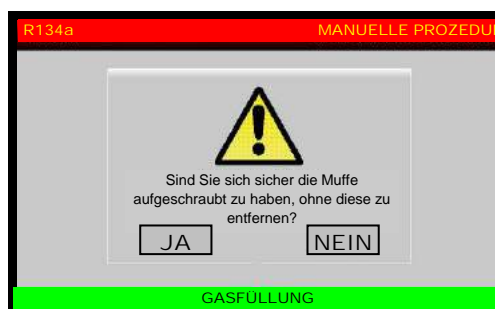 R134a MANUELLE PROZEDU
Sind Sie sich sicher die Muffe
aufgeschraubt zu haben, ohne diese zu
entfernen?
JA NEIN
GASFÜLLUNG